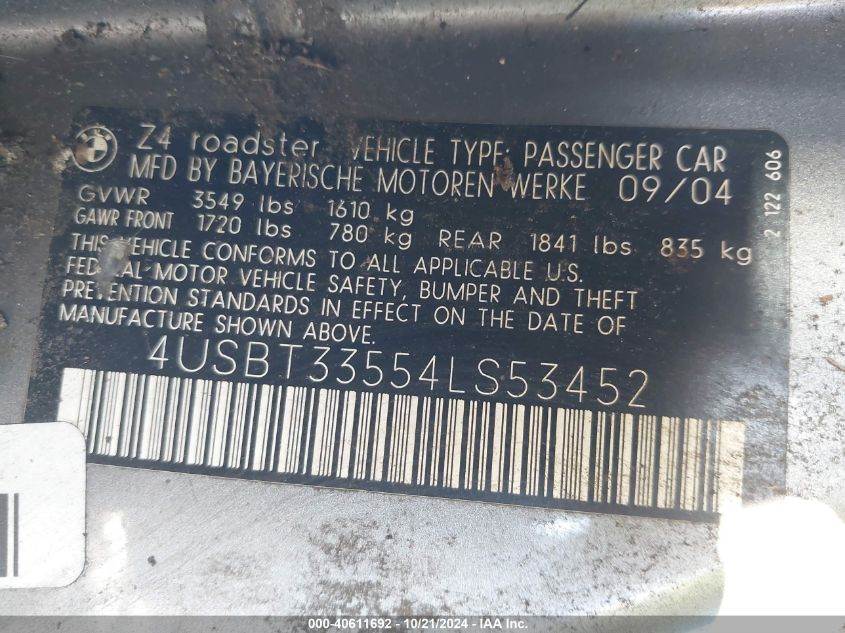 Z4 roadster VEHICLE TYPE: PASSENGER CAR
MFD BY BAYERISCHE MOTOREN WERKE 09/04
GVWR 3549 lbs 1610 kg
GAWR FRONT 1720 lbs 780 kg REAR 1841 lbs 835 kg
THIS VEHICLE CONFORMS TO ALL APPLICABLE U.S.
FEDERAL MOTOR VEHICLE SAFETY, BUMPER AND THEFT
PREVENTION STANDARDS IN EFFECT ON THE DATE OF
MANUFACTURE SHOWN ABOVE.
4USBT33554LS53452
2 122 606
000-40611692 - 10/21/2024 - IAAI.com